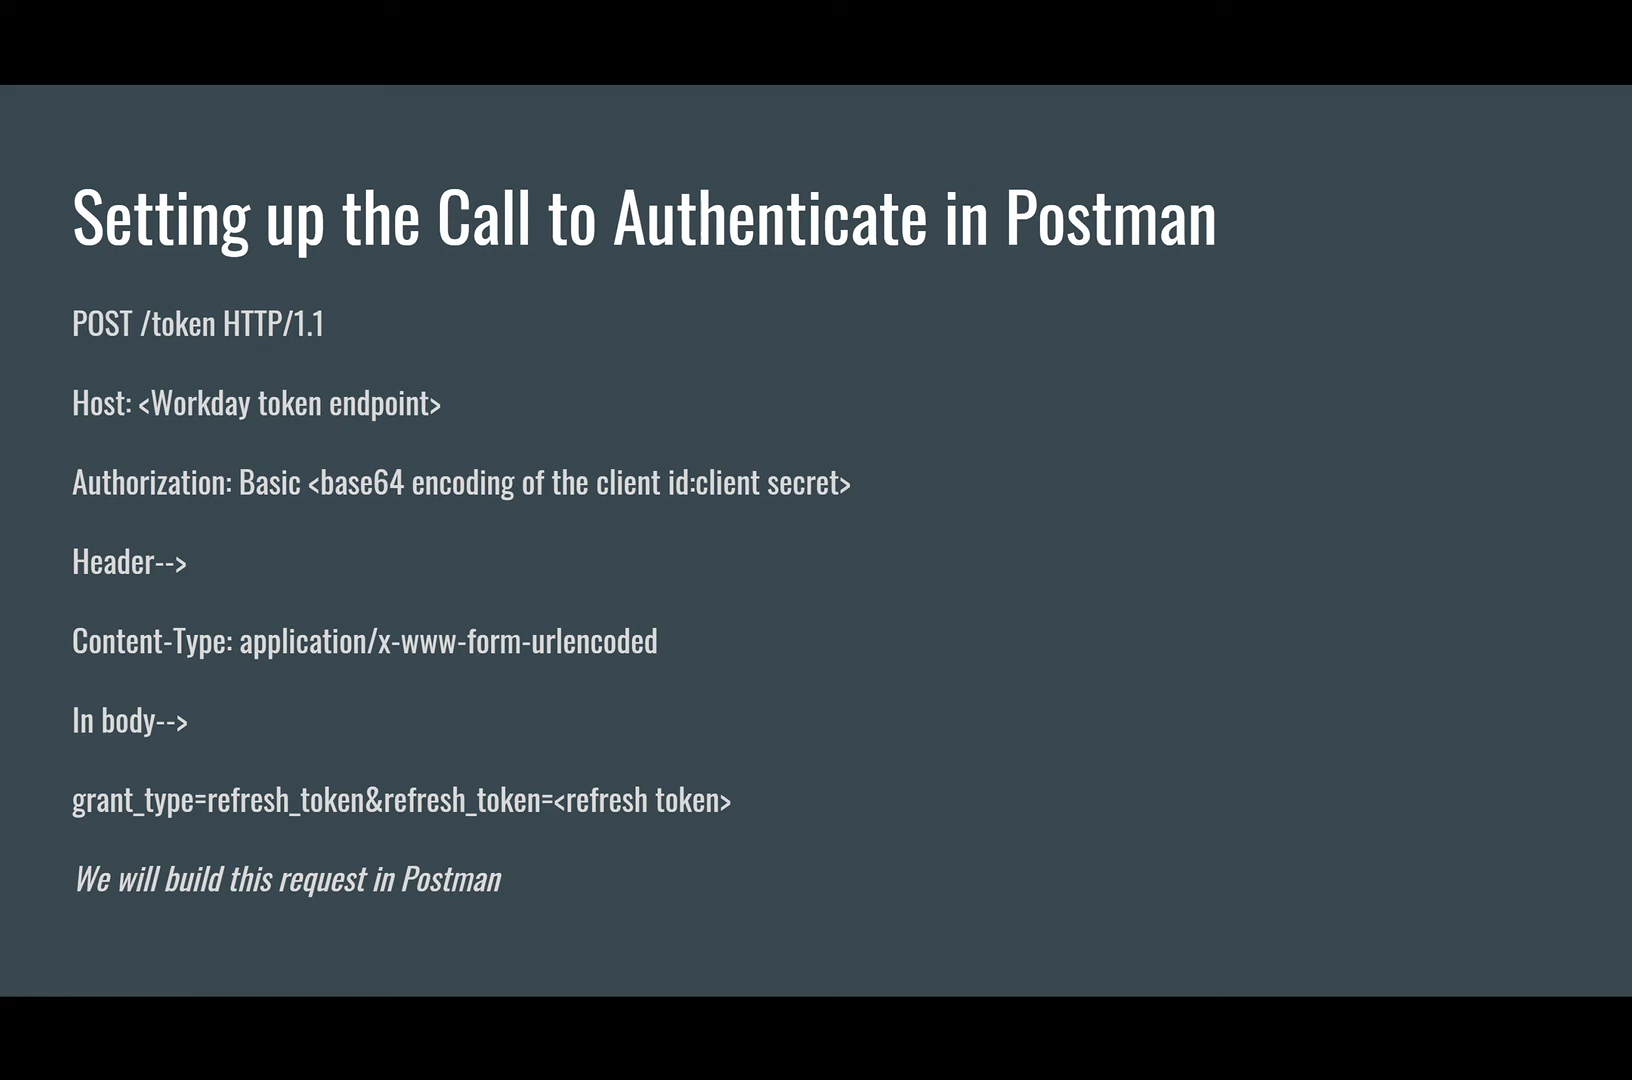 Setting up the Call to Authenticate in Postman
POST /token HTTP/1.1
Host: <Workday token endpoint>
Authorization: Basic <base64 encoding of the client id:client secret>
Header-->
Content-Type: application/x-www-form-urlencoded
In body-->
grant_type=refresh_token&refresh_token=<refresh token>
We will build this request in Postman